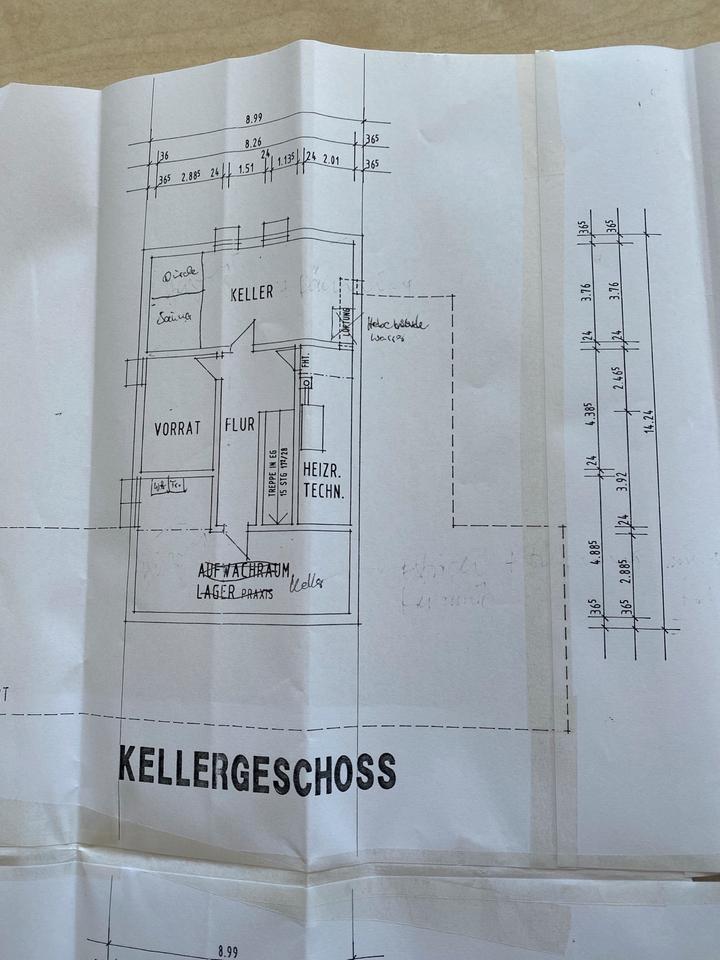 8.99
8.26
365
36
24
365 2.885 24 1.51 1.135 24 2.01 365
365 365
Dusche
KELLER
Sauna
LÜFTUNG
3.76 3.76
24 24
FHT.
VORRAT
FLUR
TREPPE IN EG
15 STG 17²/28
HEIZR.
TECHN.
2.465
4.385
14.24
24
3.92
24
AUFWACHRAUM
Keller
LAGER PRAXIS
4.885
2.885
365 365
KELLERGESCHOSS
8.99